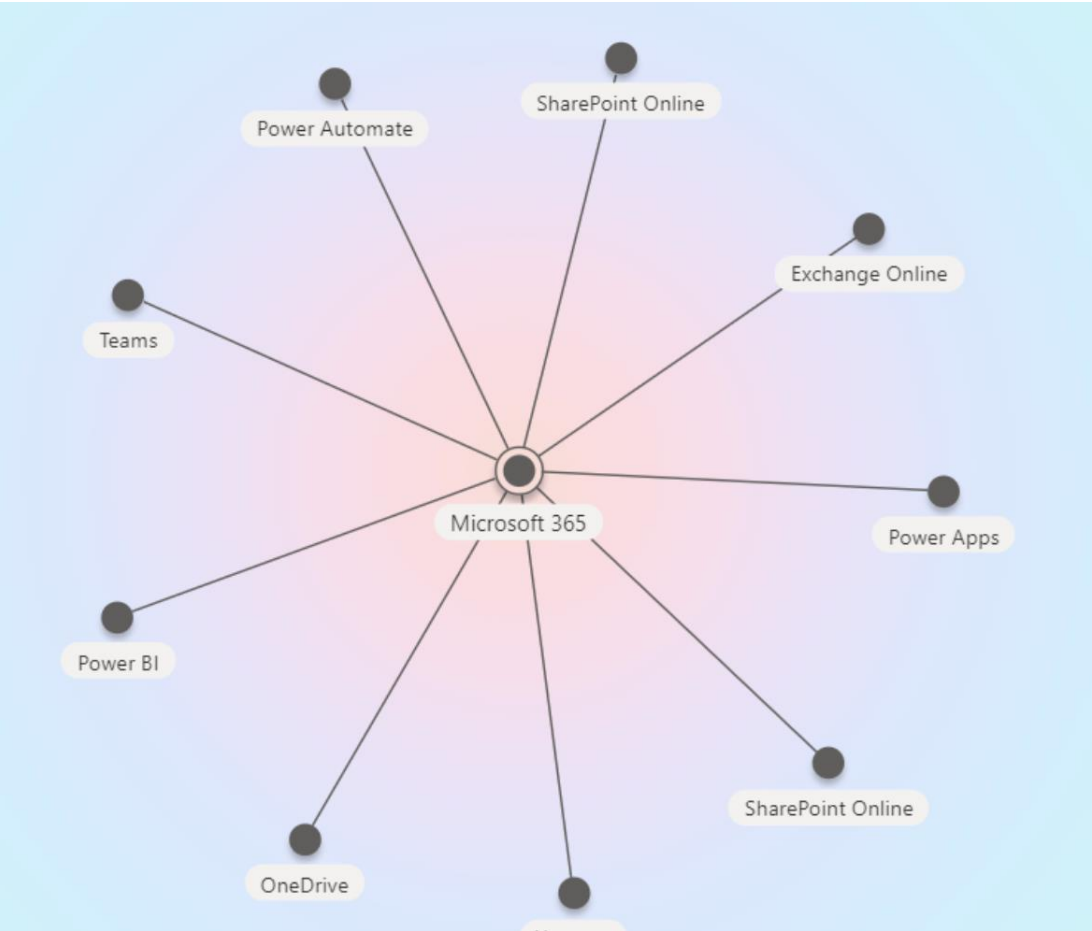 SharePoint Online
Power Automate
Exchange Online
Teams
Microsoft 365
Power Apps
Power BI
SharePoint Online
OneDrive